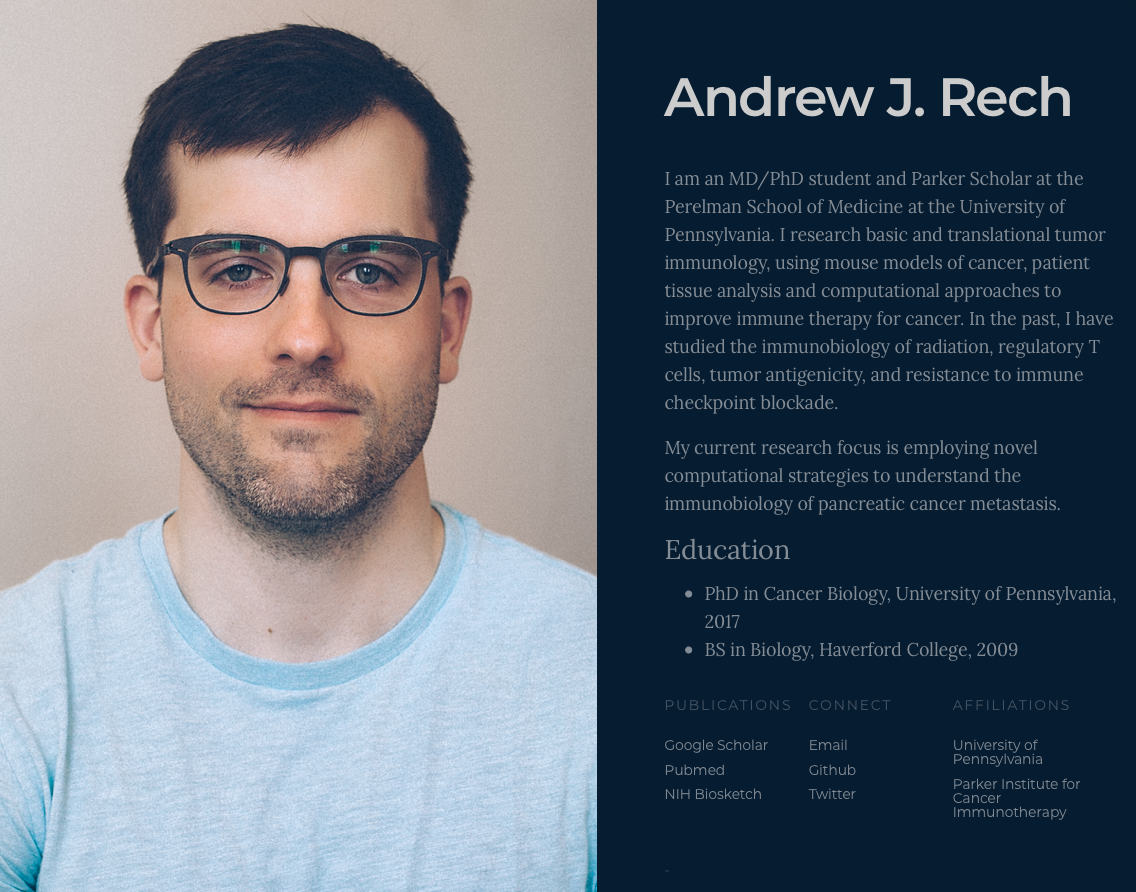 Andrew J. Rech
I am an MD/PhD student and Parker Scholar at the
Perelman School of Medicine at the University of
Pennsylvania. I research basic and translational tumor
immunology, using mouse models of cancer, patient
tissue analysis and computational approaches to
improve immune therapy for cancer. In the past, I have
studied the immunobiology of radiation, regulatory T
cells, tumor antigenicity, and resistance to immune
checkpoint blockade.
My current research focus is employing novel
computational strategies to understand the
immunobiology of pancreatic cancer metastasis.
Education
• PhD in Cancer Biology, University of Pennsylvania,
2017
• BS in Biology, Haverford College, 2009
PUBLICATIONS
Google Scholar
Pubmed
NIH Biosketch
CONNECT
Email
Github
Twitter
AFFILIATIONS
University of
Pennsylvania
Parker Institute for
Cancer
Immunotherapy
-